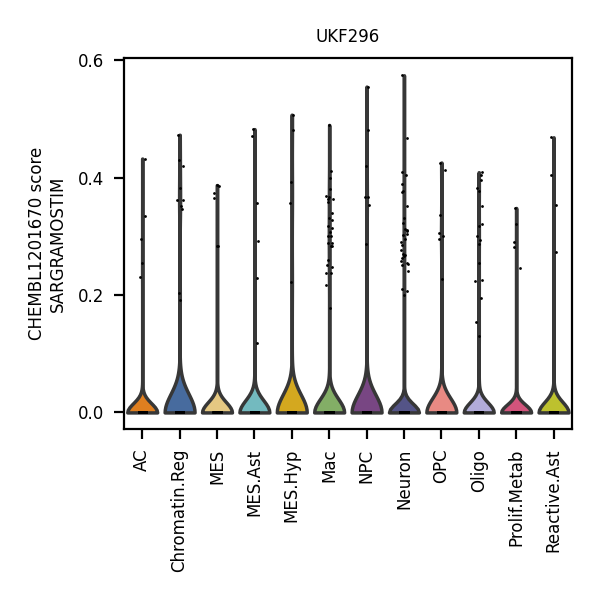 UKF296
CHEMBL1201670 score
SARGRAMOSTIM
0.6
0.4
0.2
0.0
AC
Chromatin.Reg
MES
MES.Ast
MES.Hyp
Mac
NPC
Neuron
OPC
Oligo
Prolif.Metab
Reactive.Ast